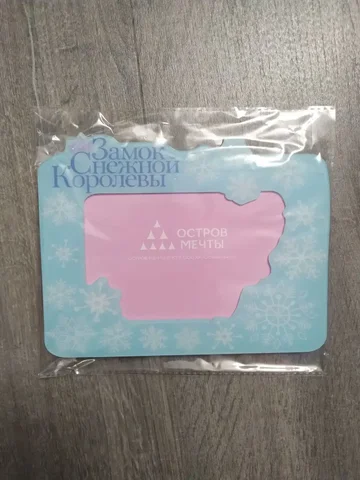 Замок
Снежной
Королевы
ОСТРОВ
МЕЧТЫ